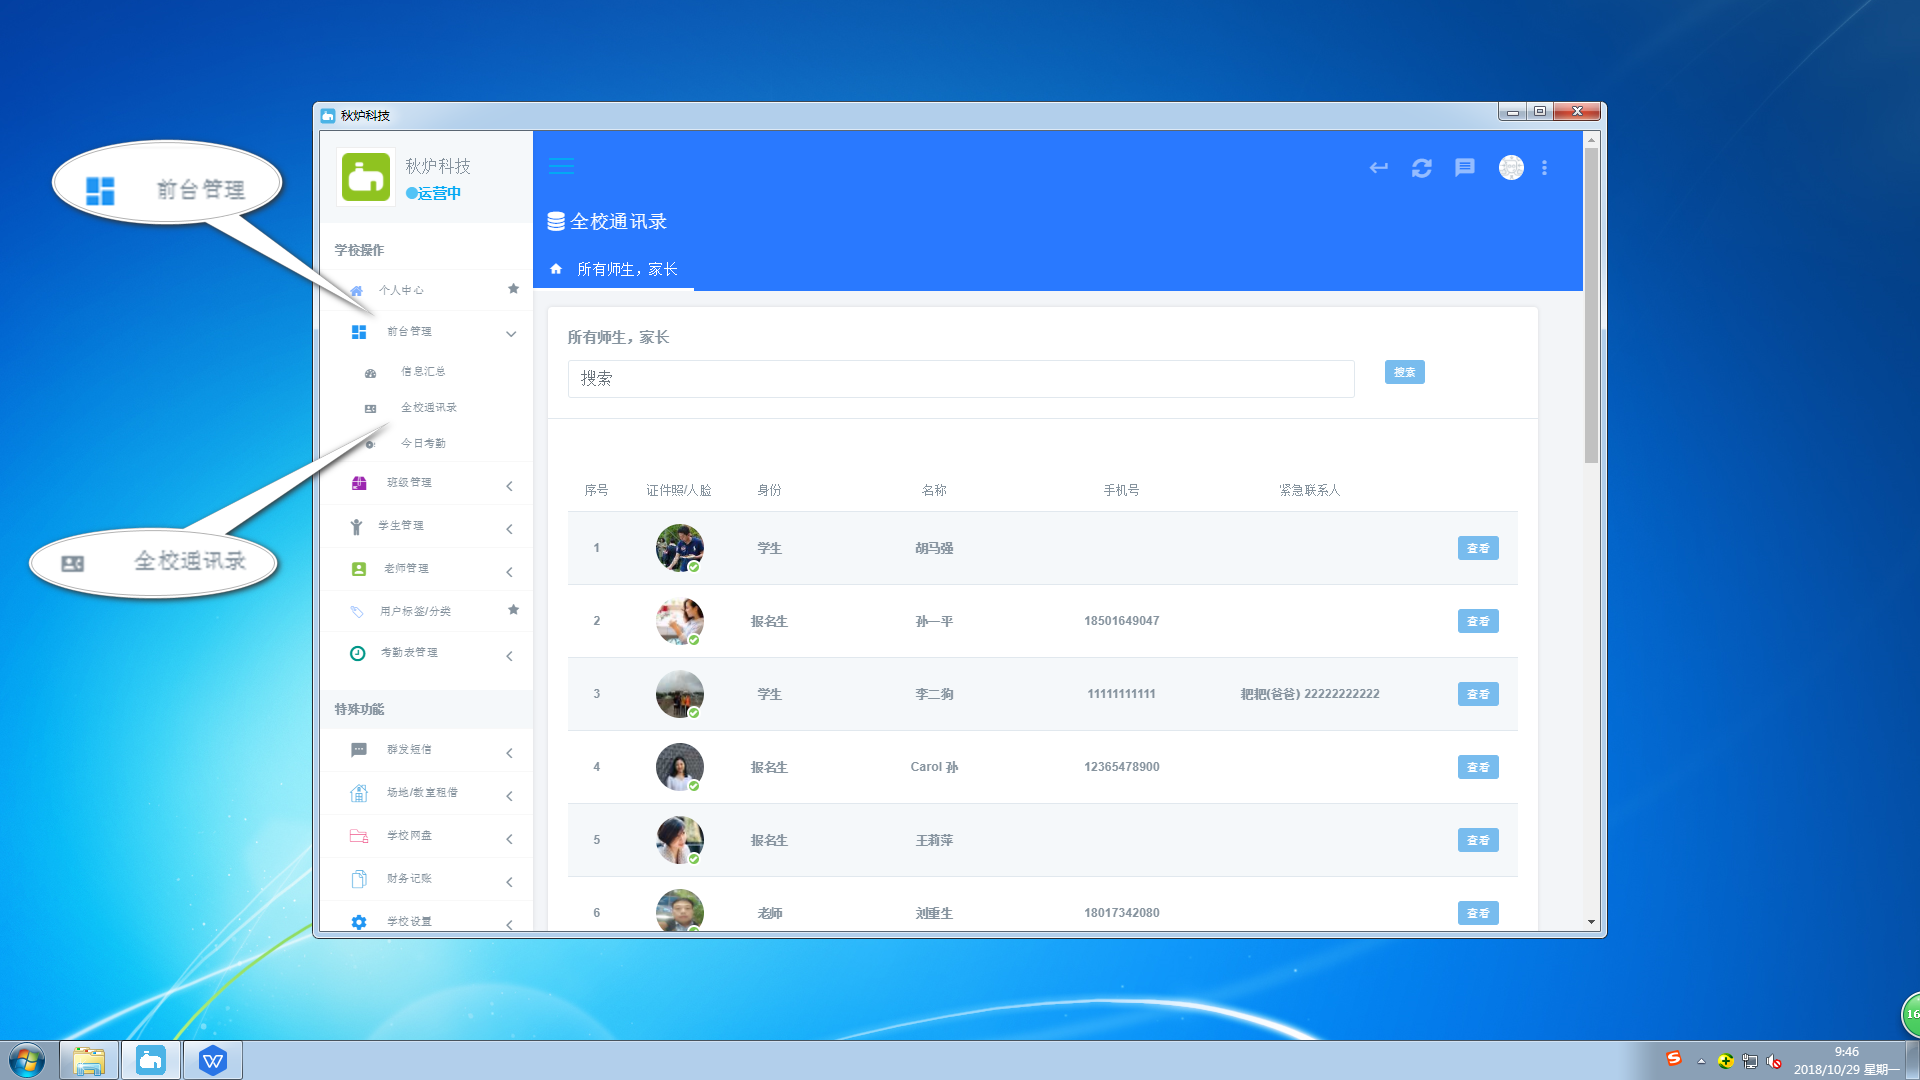 秋炉科技
前台管理
全校通讯录
秋炉科技
运营中
学校操作
个人中心
前台管理
信息汇总
全校通讯录
今日考勤
班级管理
学生管理
老师管理
用户标签/分类
考勤表管理
特殊功能
群发短信
场地/教室租借
学校网盘
财务记账
学校设置
全校通讯录
所有师生，家长
所有师生，家长
搜索
搜索
序号 证件照/人脸 身份 名称 手机号 紧急联系人
1 学生 胡马强 查看
2 报名生 孙一平 18501649047 查看
3 学生 李二狗 11111111111 耙耙(爸爸) 22222222222 查看
4 报名生 Carol 孙 12365478900 查看
5 报名生 王莉萍 查看
6 老师 刘重生 18017342080 查看
16
9:46
2018/10/29 星期一